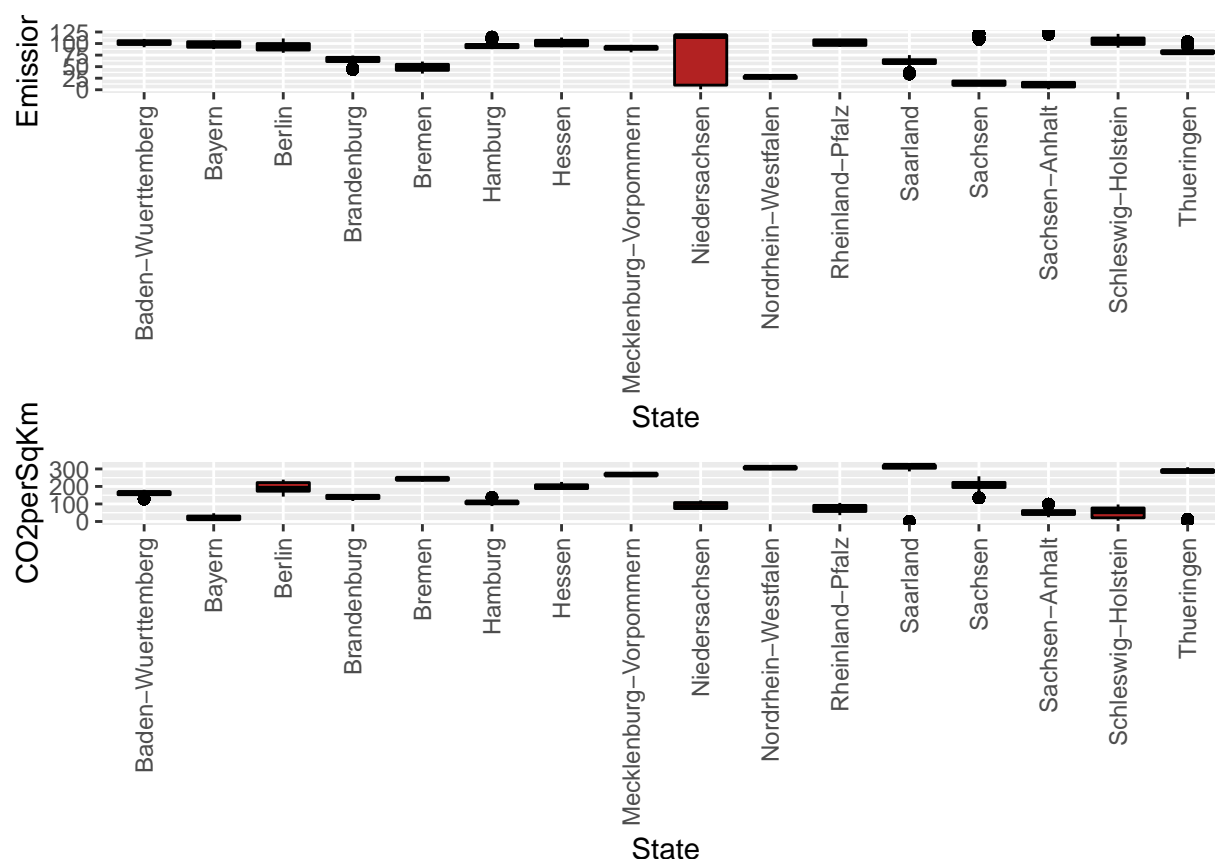 Emission
125
100
75
50
25
0
Baden−Wuerttemberg
Bayern
Berlin
Brandenburg
Bremen
Hamburg
Hessen
Mecklenburg−Vorpommern
Niedersachsen
Nordrhein−Westfalen
Rheinland−Pfalz
Saarland
Sachsen
Sachsen−Anhalt
Schleswig−Holstein
Thueringen
State
CO2perSqKm
300
200
100
0
Baden−Wuerttemberg
Bayern
Berlin
Brandenburg
Bremen
Hamburg
Hessen
Mecklenburg−Vorpommern
Niedersachsen
Nordrhein−Westfalen
Rheinland−Pfalz
Saarland
Sachsen
Sachsen−Anhalt
Schleswig−Holstein
Thueringen
State